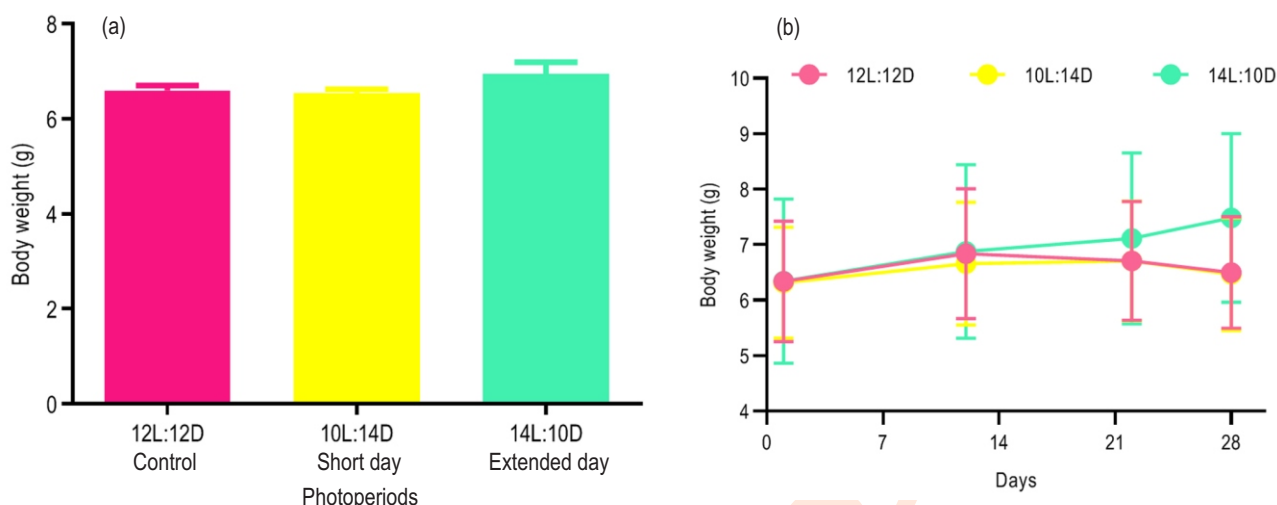 (a)
Body weight (g)
8
6
4
2
0
12L:12D 10L:14D 14L:10D
Control Short day Extended day
Photoperiods
(b)
12L:12D 10L:14D 14L:10D
Body weight (g)
10
9
8
7
6
5
4
0 7 14 21 28
Days